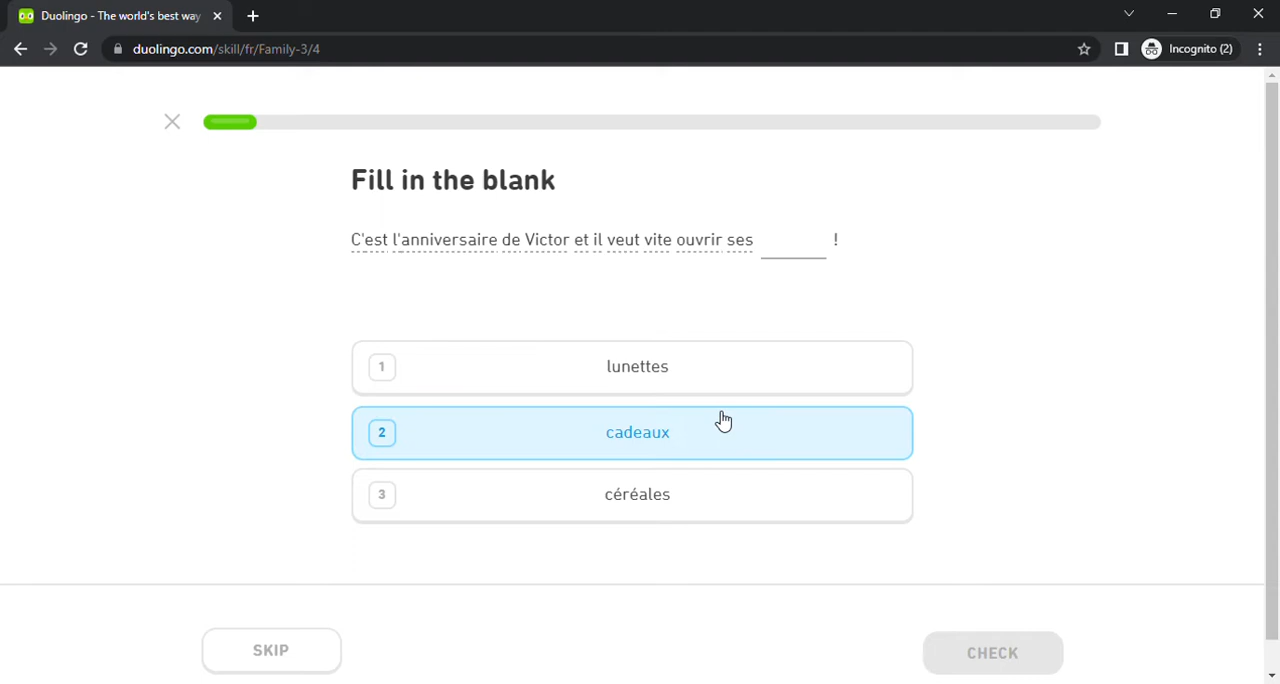 Duolingo - The world's best way
duolingo.com/skill/fr/Family-3/4
Incognito (2)
Fill in the blank
C'est l'anniversaire de Victor et il veut vite ouvrir ses ______ !
1 lunettes
2 cadeaux
3 céréales
SKIP
CHECK